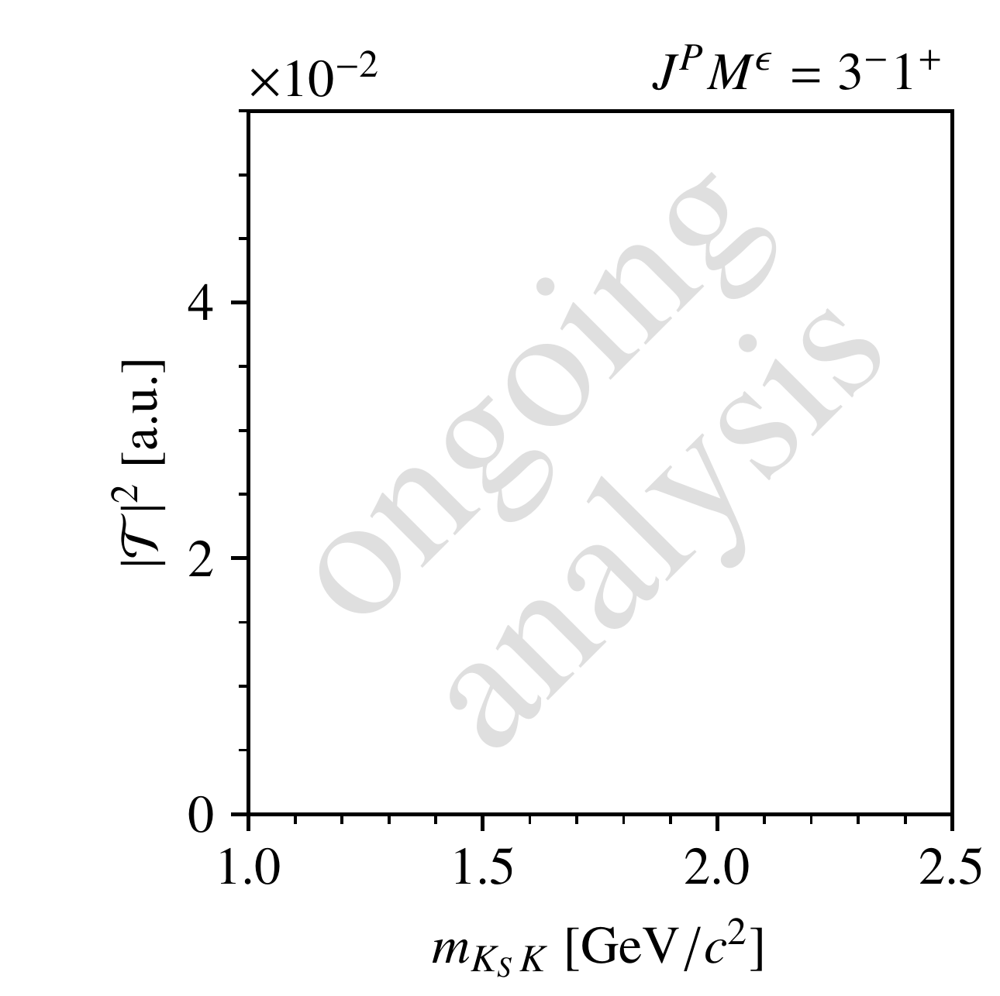 ×10⁻²
JᴾMᵋ = 3⁻1⁺
ongoing
analysis
|𝒯|² [a.u.]
4
2
0
1.0 1.5 2.0 2.5
m_{K_S K} [GeV/c²]